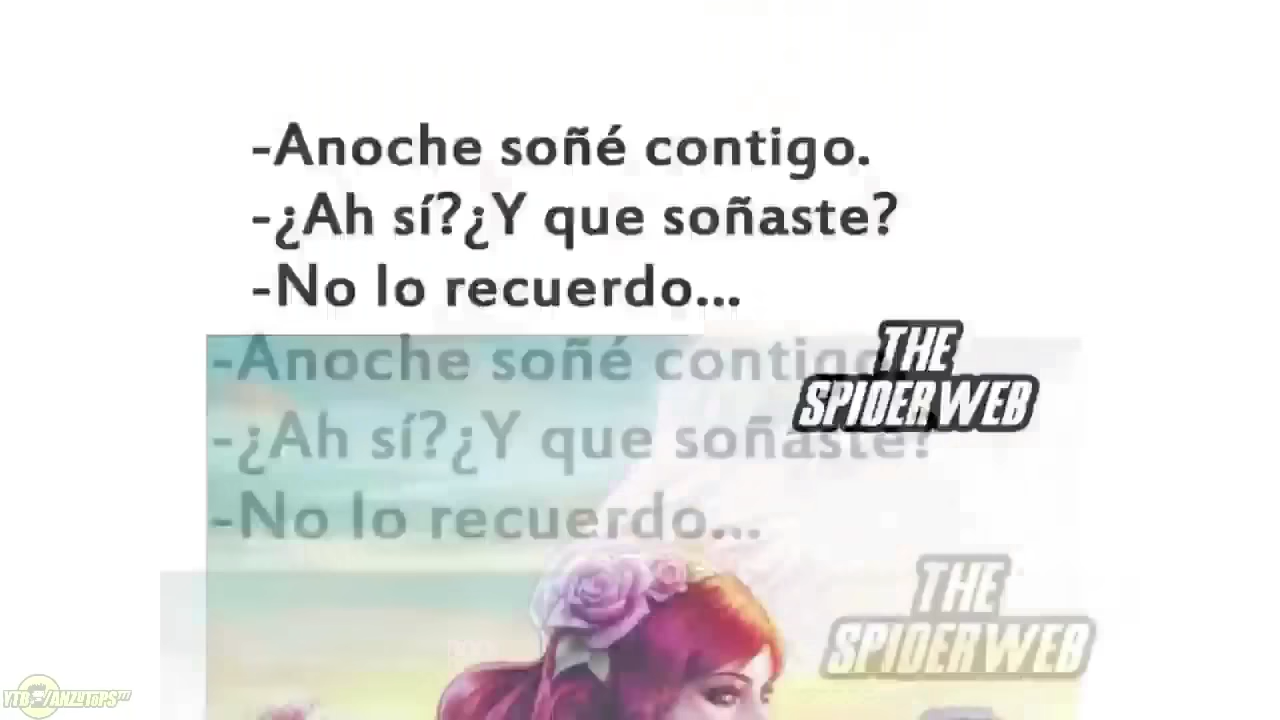 -Anoche soñé contigo.
-¿Ah sí?¿Y que soñaste?
-No lo recuerdo...
THE
SPIDERWEB
-Anoche soñé contigo
-¿Ah sí?¿Y que soñaste?
-No lo recuerdo...
THE
SPIDERWEB